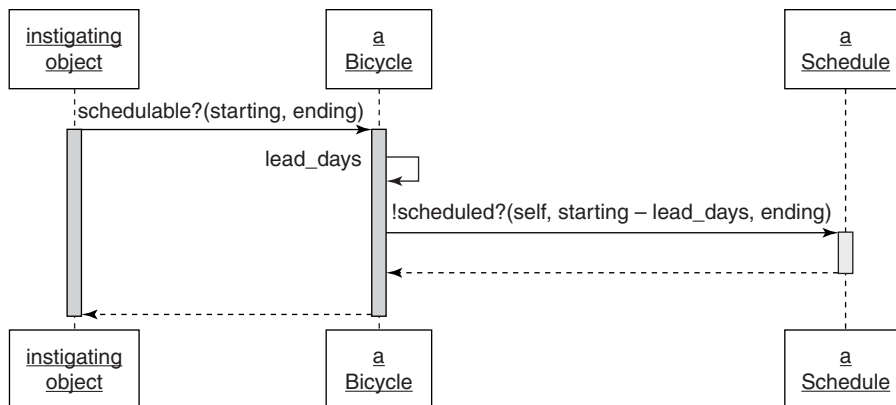 instigating
object
a
Bicycle
a
Schedule
schedulable?(starting, ending)
lead_days
!scheduled?(self, starting – lead_days, ending)
instigating
object
a
Bicycle
a
Schedule